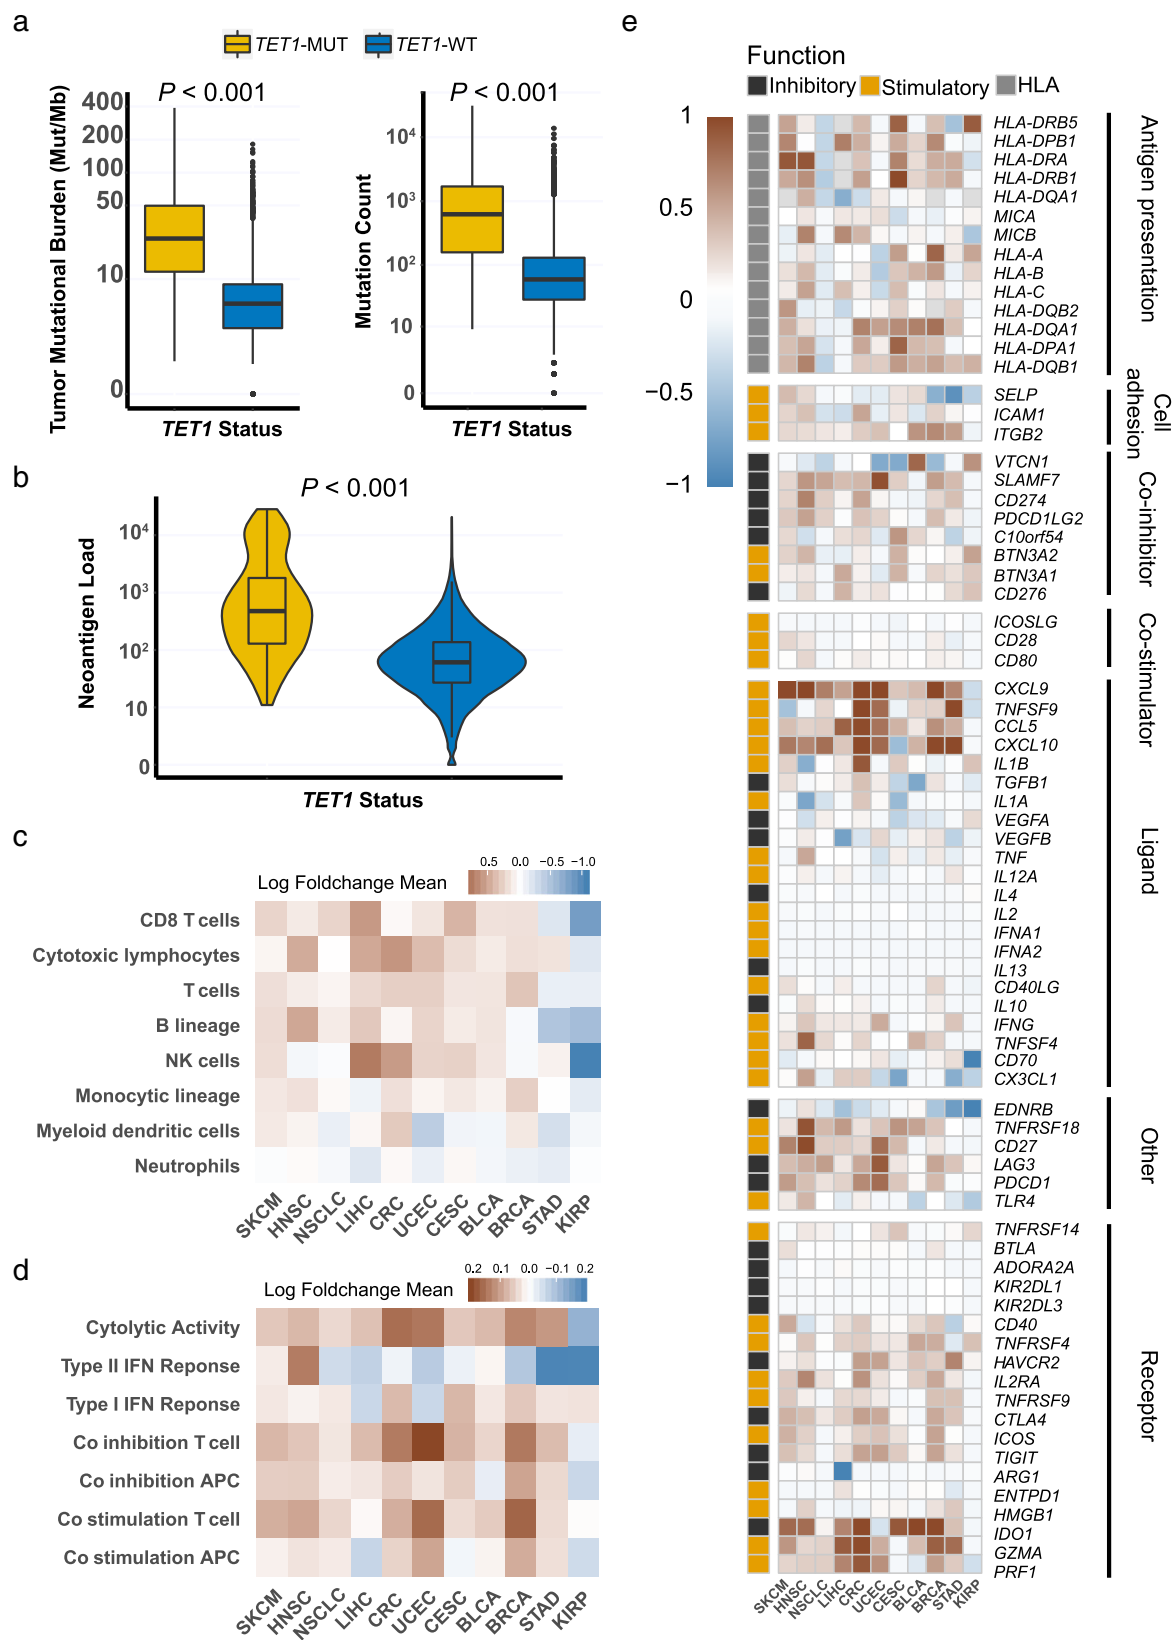 a
TET1-MUT TET1-WT
P < 0.001
Tumor Mutational Burden (Mut/Mb)
400
200
100
50
10
0
TET1 Status
P < 0.001
Mutation Count
10⁴
10³
10²
10
0
TET1 Status
b
P < 0.001
Neoantigen Load
10⁴
10³
10²
10
0
TET1 Status
c
Log Foldchange Mean
0.5 0.0 −0.5 −1.0
CD8 T cells
Cytotoxic lymphocytes
T cells
B lineage
NK cells
Monocytic lineage
Myeloid dendritic cells
Neutrophils
SKCM HNSC NSCLC LIHC CRC UCEC CESC BLCA BRCA STAD KIRP
d
Log Foldchange Mean
0.2 0.1 0.0 −0.1 0.2
Cytolytic Activity
Type II IFN Reponse
Type I IFN Reponse
Co inhibition T cell
Co inhibition APC
Co stimulation T cell
Co stimulation APC
SKCM HNSC NSCLC LIHC CRC UCEC CESC BLCA BRCA STAD KIRP
e
Function
Inhibitory Stimulatory HLA
1
0.5
0
−0.5
−1
HLA-DRB5
HLA-DPB1
HLA-DRA
HLA-DRB1
HLA-DQA1
MICA
MICB
HLA-A
HLA-B
HLA-C
HLA-DQB2
HLA-DQA1
HLA-DPA1
HLA-DQB1
Antigen presentation
SELP
ICAM1
ITGB2
Cell
adhesion
VTCN1
SLAMF7
CD274
PDCD1LG2
C10orf54
BTN3A2
BTN3A1
CD276
Co-inhibitor
ICOSLG
CD28
CD80
Co-stimulator
CXCL9
TNFSF9
CCL5
CXCL10
IL1B
TGFB1
IL1A
VEGFA
VEGFB
TNF
IL12A
IL4
IL2
IFNA1
IFNA2
IL13
CD40LG
IL10
IFNG
TNFSF4
CD70
CX3CL1
Ligand
EDNRB
TNFRSF18
CD27
LAG3
PDCD1
TLR4
Other
TNFRSF14
BTLA
ADORA2A
KIR2DL1
KIR2DL3
CD40
TNFRSF4
HAVCR2
IL2RA
TNFRSF9
CTLA4
ICOS
TIGIT
ARG1
ENTPD1
HMGB1
IDO1
GZMA
PRF1
Receptor
SKCM HNSC NSCLC LIHC CRC UCEC CESC BLCA BRCA STAD KIRP